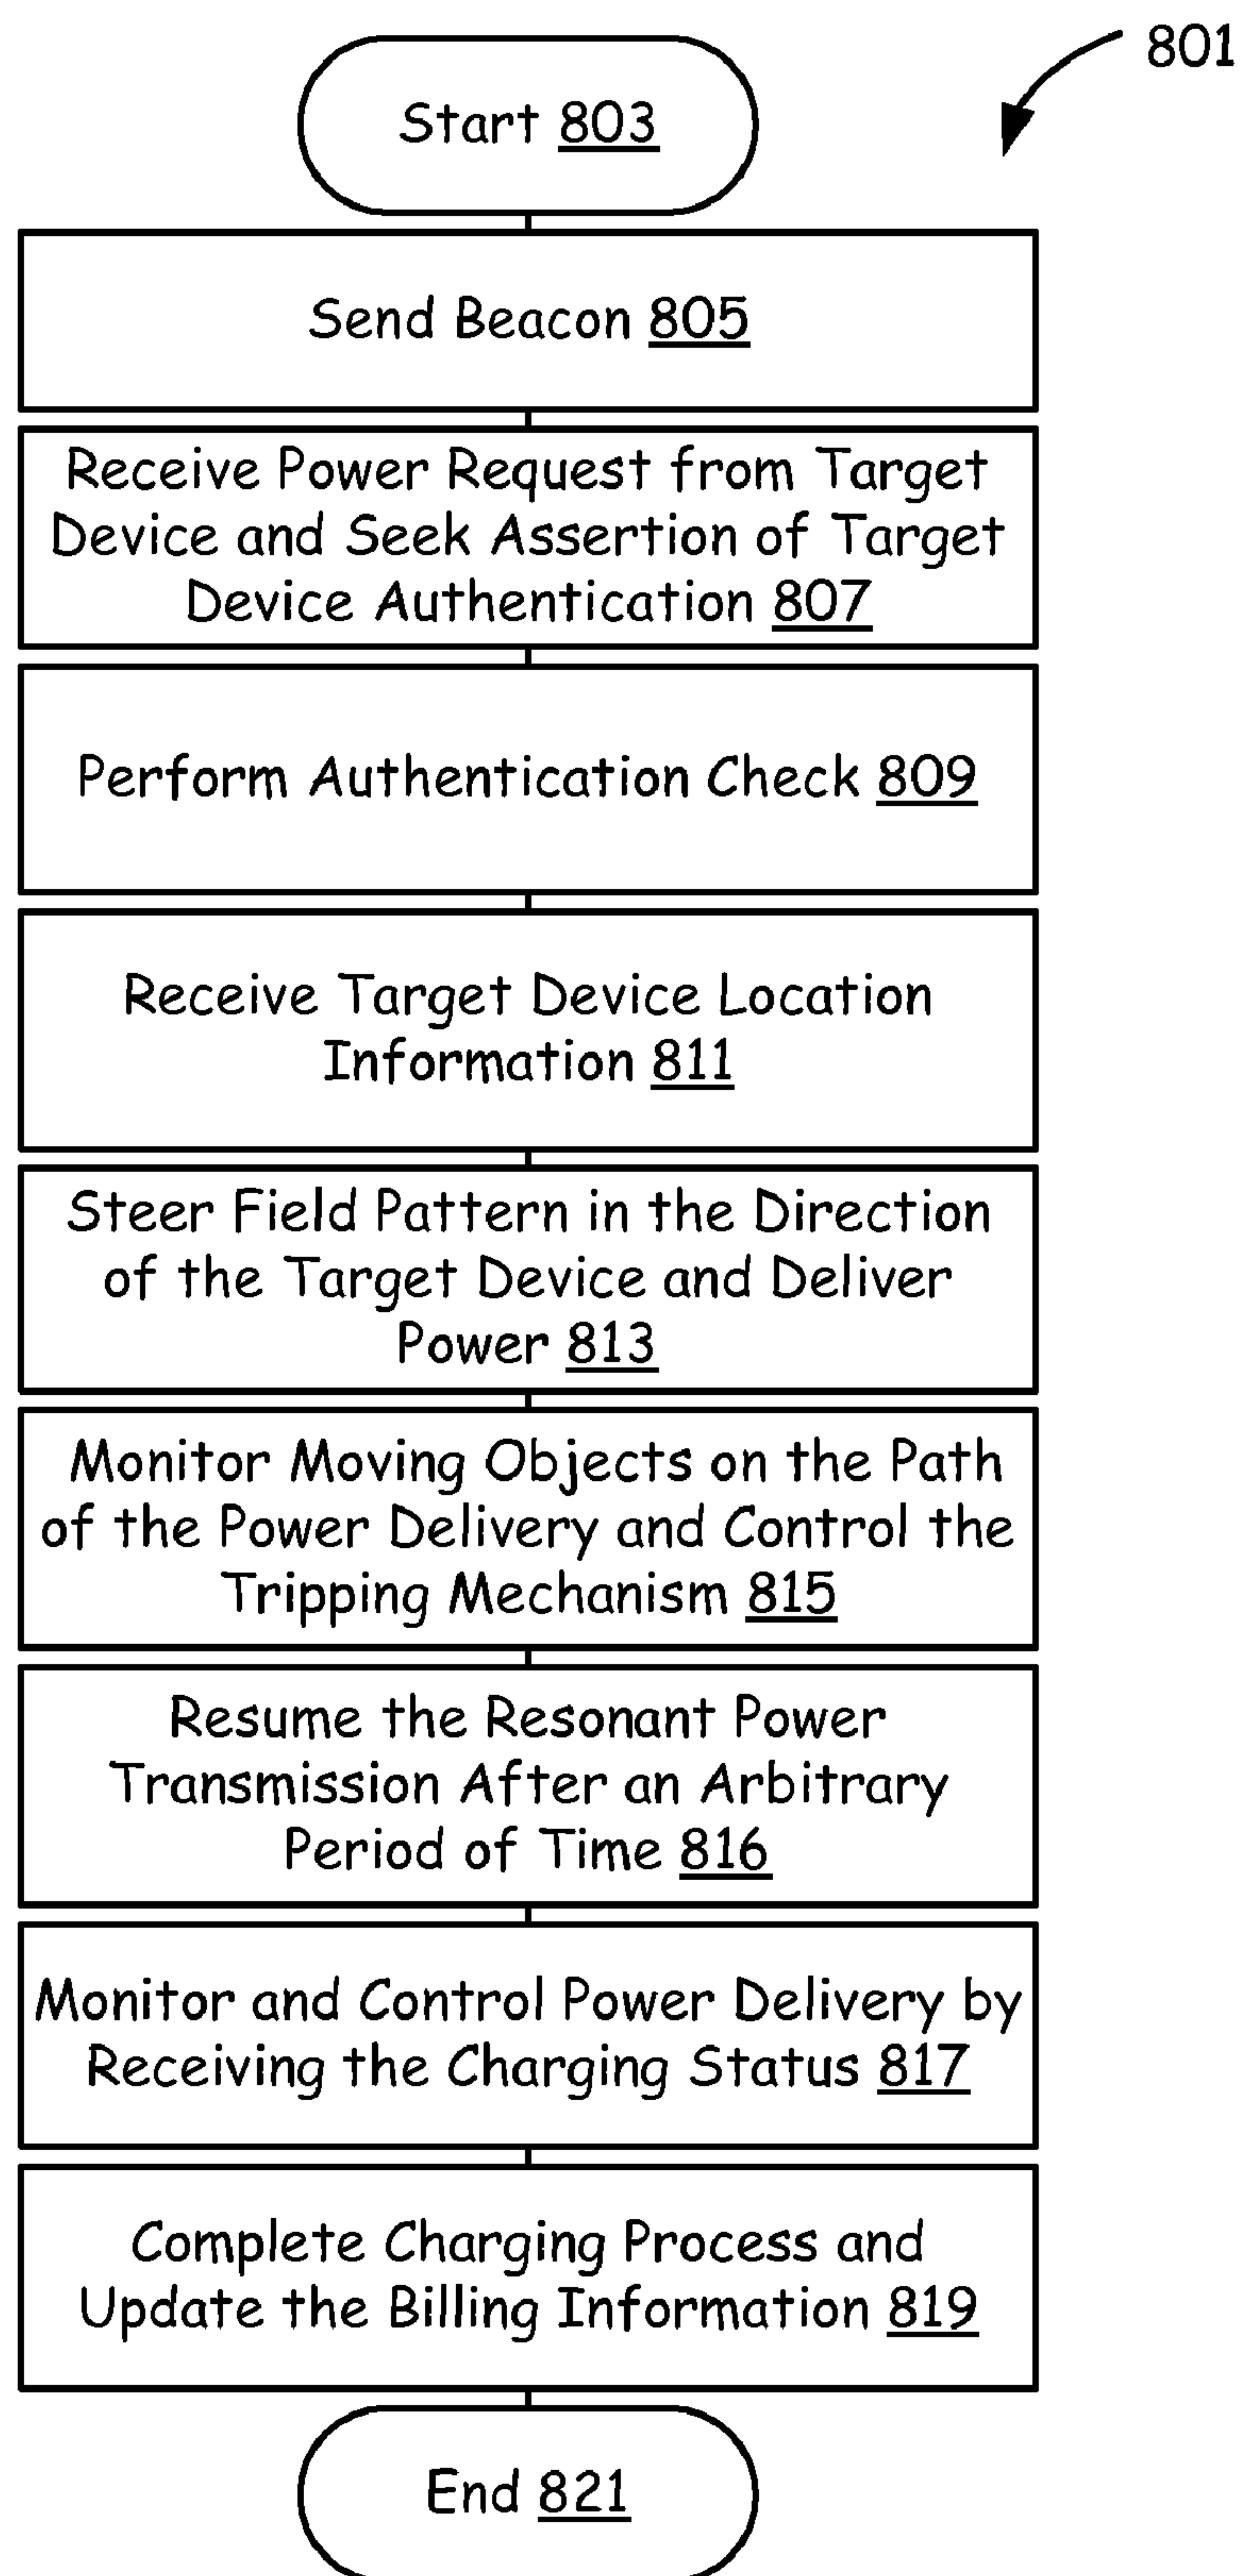 801
Start 803
Send Beacon 805
Receive Power Request from Target
Device and Seek Assertion of Target
Device Authentication 807
Perform Authentication Check 809
Receive Target Device Location
Information 811
Steer Field Pattern in the Direction
of the Target Device and Deliver
Power 813
Monitor Moving Objects on the Path
of the Power Delivery and Control the
Tripping Mechanism 815
Resume the Resonant Power
Transmission After an Arbitrary
Period of Time 816
Monitor and Control Power Delivery by
Receiving the Charging Status 817
Complete Charging Process and
Update the Billing Information 819
End 821